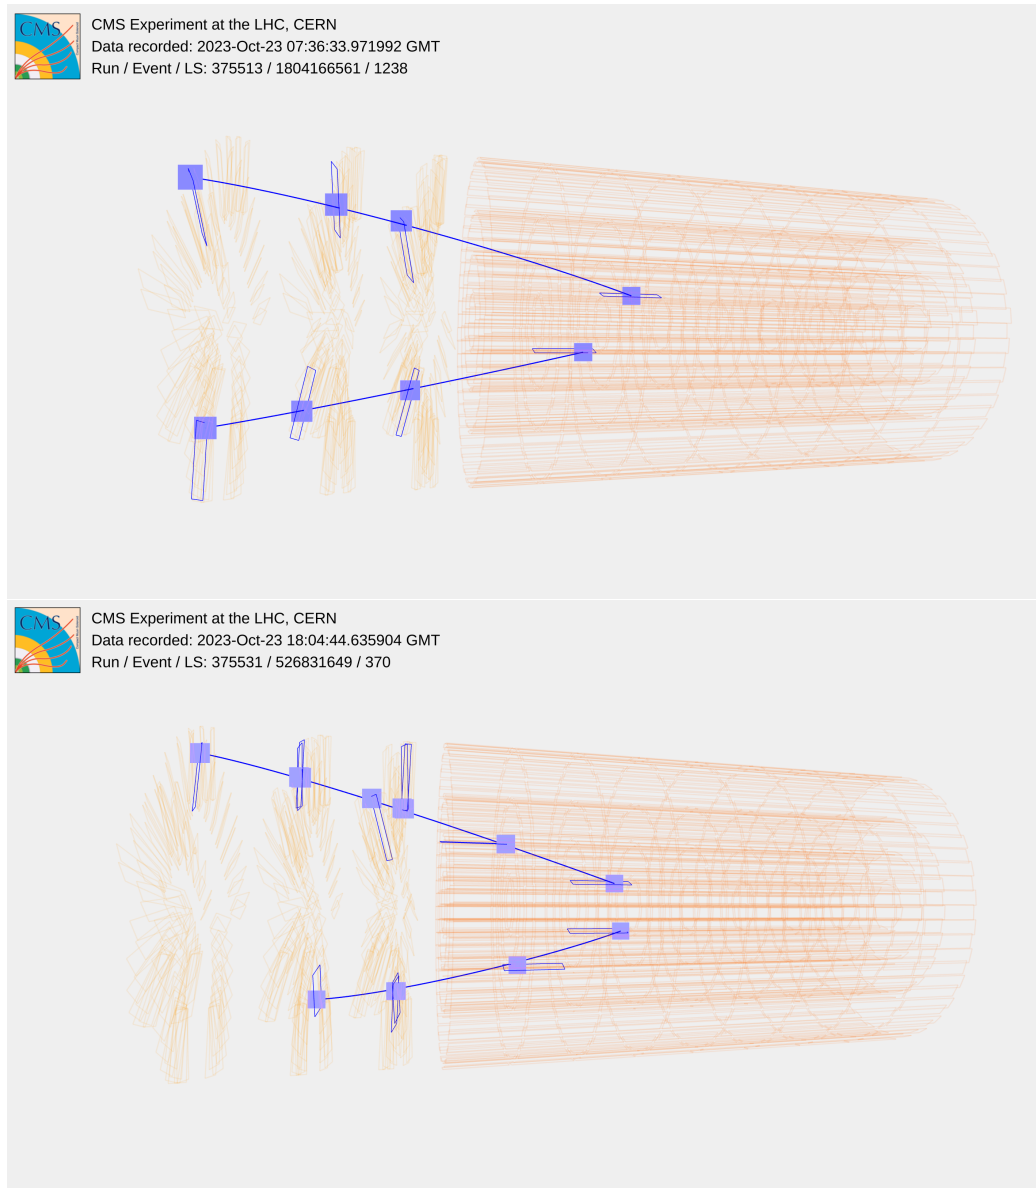 CMS
CMS Experiment at the LHC, CERN
Data recorded: 2023-Oct-23 07:36:33.971992 GMT
Run / Event / LS: 375513 / 1804166561 / 1238
CMS
CMS Experiment at the LHC, CERN
Data recorded: 2023-Oct-23 18:04:44.635904 GMT
Run / Event / LS: 375531 / 526831649 / 370